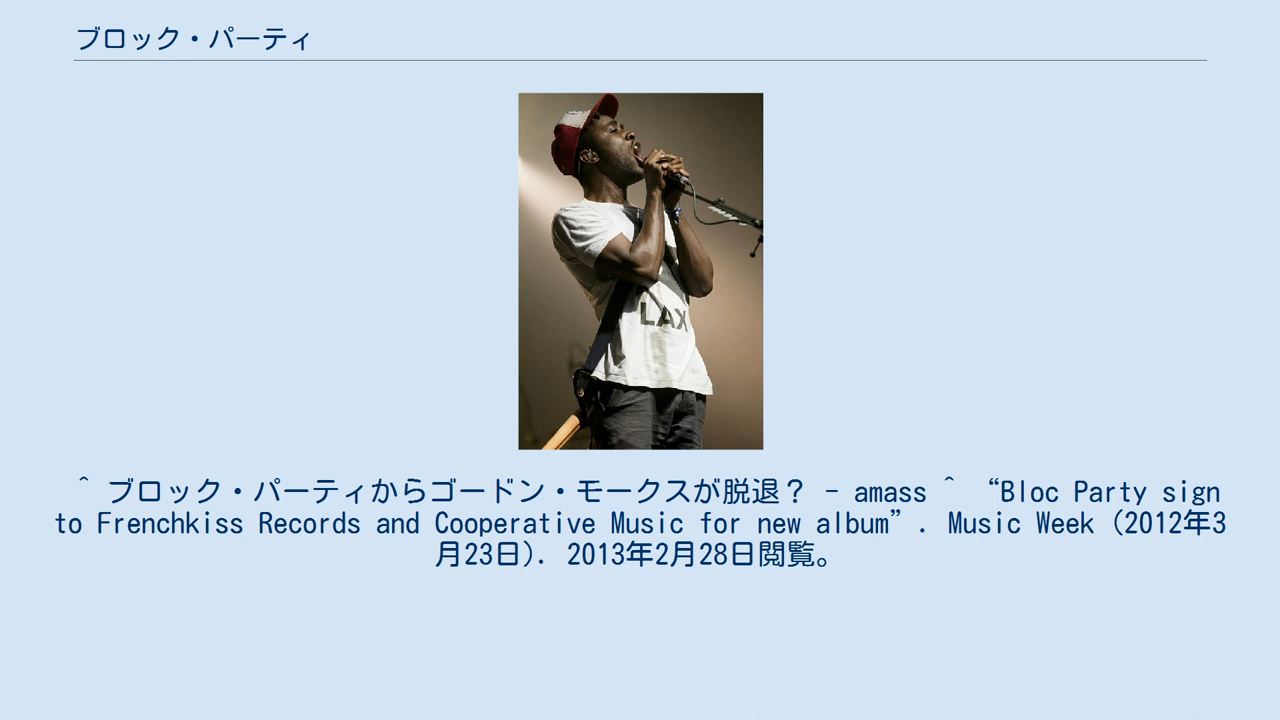 ブロック・パーティ
LAX
^ ブロック・パーティからゴードン・モークスが脱退？ - amass ^ “Bloc Party sign
to Frenchkiss Records and Cooperative Music for new album”. Music Week (2012年3
月23日). 2013年2月28日閲覧。